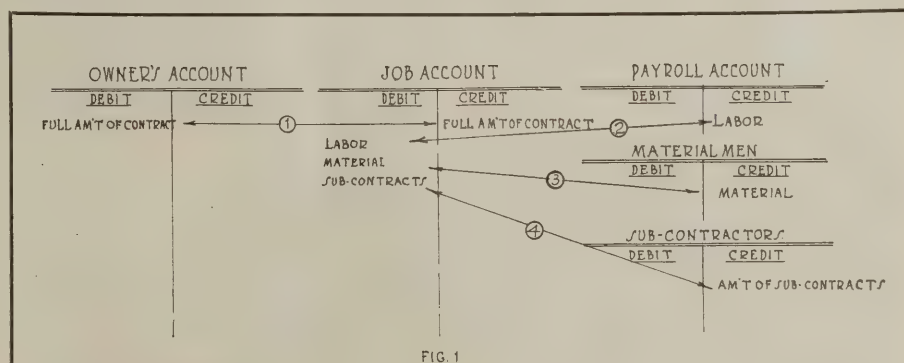 OWNER'S ACCOUNT JOB ACCOUNT PAYROLL ACCOUNT
DEBIT CREDIT DEBIT CREDIT DEBIT CREDIT
FULL AM'T OF CONTRACT 1 FULL AM'T OF CONTRACT 2 LABOR
LABOR
MATERIAL
SUB-CONTRACTS
MATERIAL MEN
DEBIT CREDIT
3 MATERIAL
4
SUB-CONTRACTORS
DEBIT CREDIT
AM'T OF SUB-CONTRACTS
FIG. 1